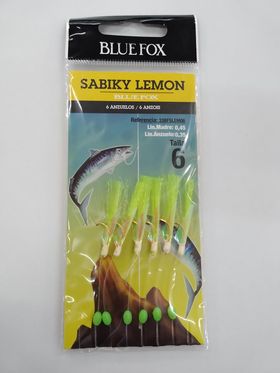 BLUE FOX
SABIKY LEMON
BLUE FOX
6 ANZUELOS / 6 ANZOIS
Referencia:
Lin.Madre: 0,45
Lin.Anzuelo: 0,35
Talla
6